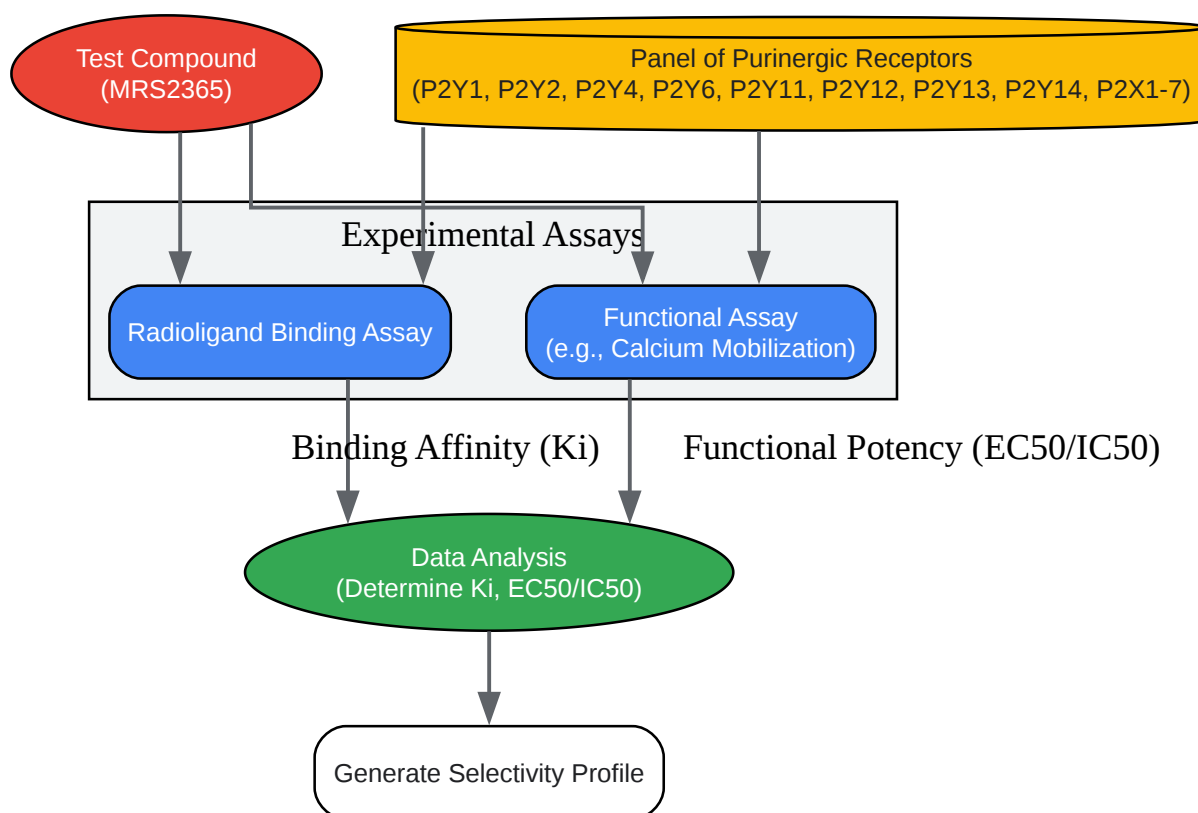 Test Compound
(MRS2365)
Panel of Purinergic Receptors
(P2Y1, P2Y2, P2Y4, P2Y6, P2Y11, P2Y12, P2Y13, P2Y14, P2X1-7)
Experimental Assays
Radioligand Binding Assay
Functional Assay
(e.g., Calcium Mobilization)
Binding Affinity (Ki)
Functional Potency (EC50/IC50)
Data Analysis
(Determine Ki, EC50/IC50)
Generate Selectivity Profile